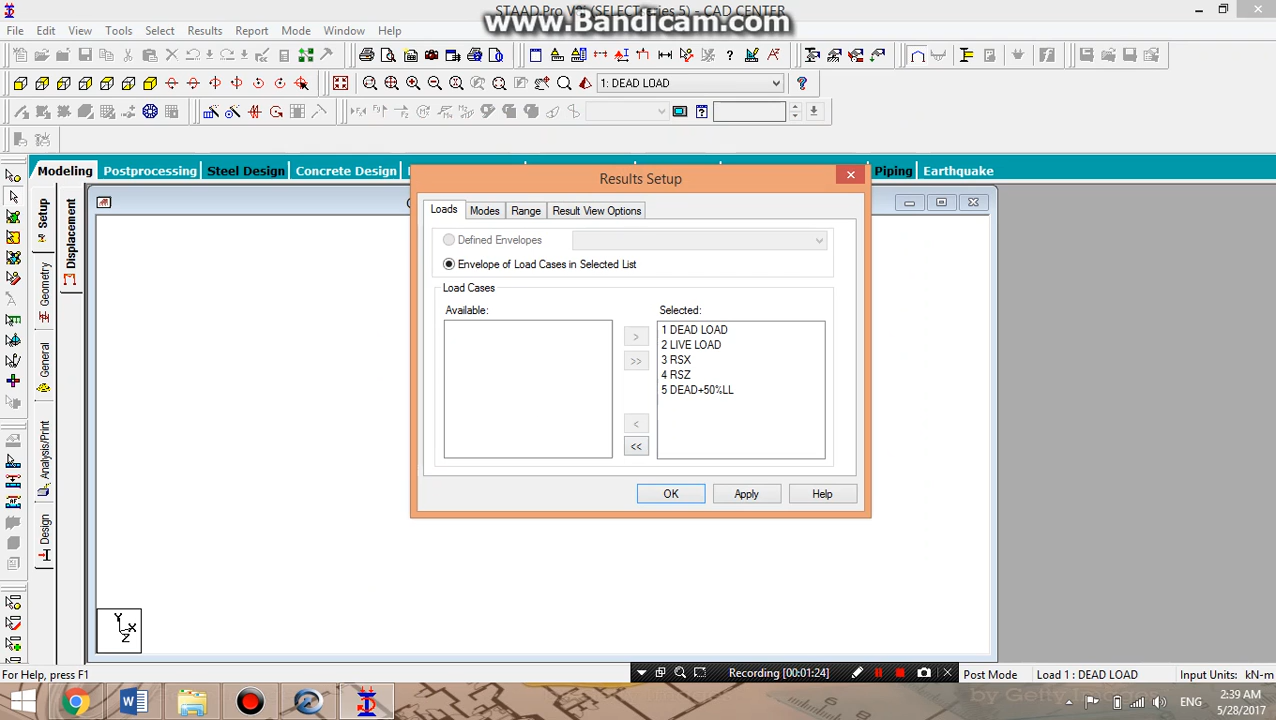 STAAD.Pro V8i (SELECTseries 5) - CAD CENTER
www.Bandicam.com
File Edit View Tools Select Results Report Mode Window Help
1: DEAD LOAD
Modeling Postprocessing Steel Design Concrete Design Piping Earthquake
Setup
Geometry
General
Analysis/Print
Design
Displacement
Results Setup
Loads Modes Range Result View Options
Defined Envelopes
Envelope of Load Cases in Selected List
Load Cases
Available: Selected:
1 DEAD LOAD
2 LIVE LOAD
3 RSX
4 RSZ
5 DEAD+50%LL
>
>>
<
<<
OK Apply Help
Y
X
Z
For Help, press F1
Recording [00:01:24]
Post Mode Load 1 : DEAD LOAD Input Units: kN-m
by Getty Images
ENG
2:39 AM
5/28/2017